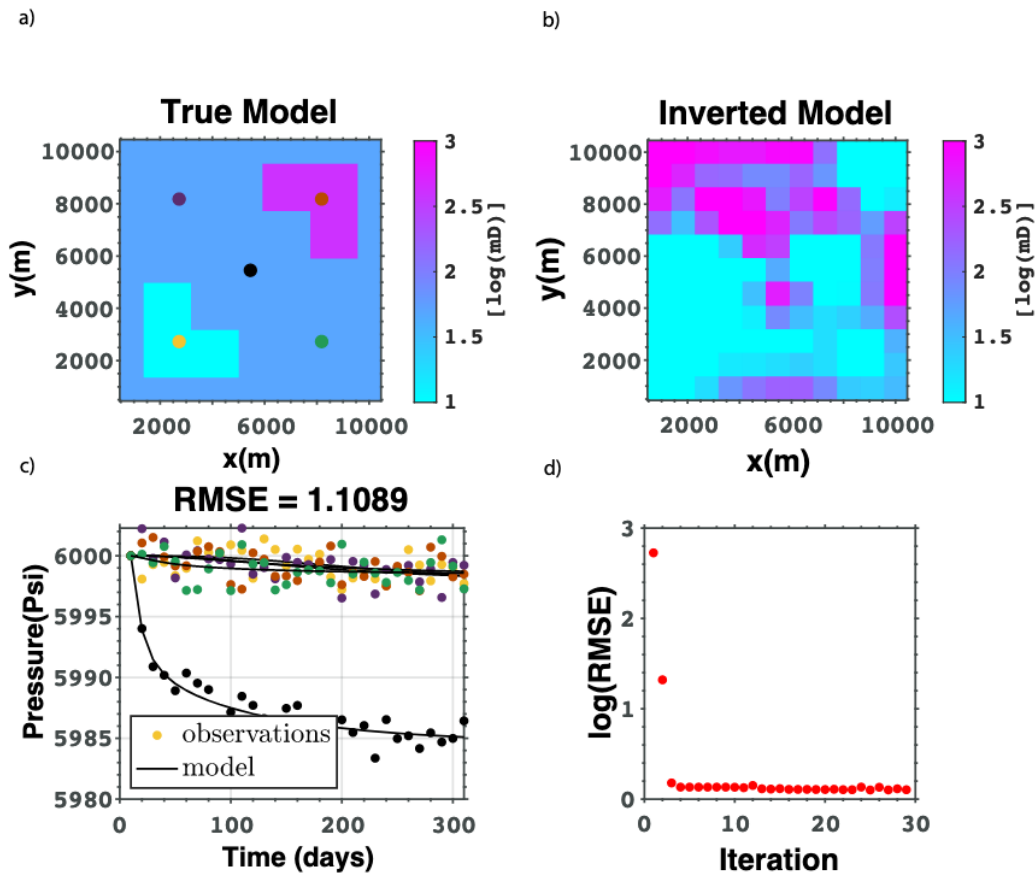 a)
b)
True Model
Inverted Model
10000
8000
6000
4000
2000
y(m)
2000 6000 10000
x(m)
3
2.5
2
1.5
1
[log(mD)]
10000
8000
6000
4000
2000
y(m)
2000 6000 10000
x(m)
3
2.5
2
1.5
1
[log(mD)]
c)
d)
RMSE = 1.1089
6000
5995
5990
5985
5980
Pressure(Psi)
observations
model
0 100 200 300
Time (days)
3
2
1
0
log(RMSE)
0 10 20 30
Iteration